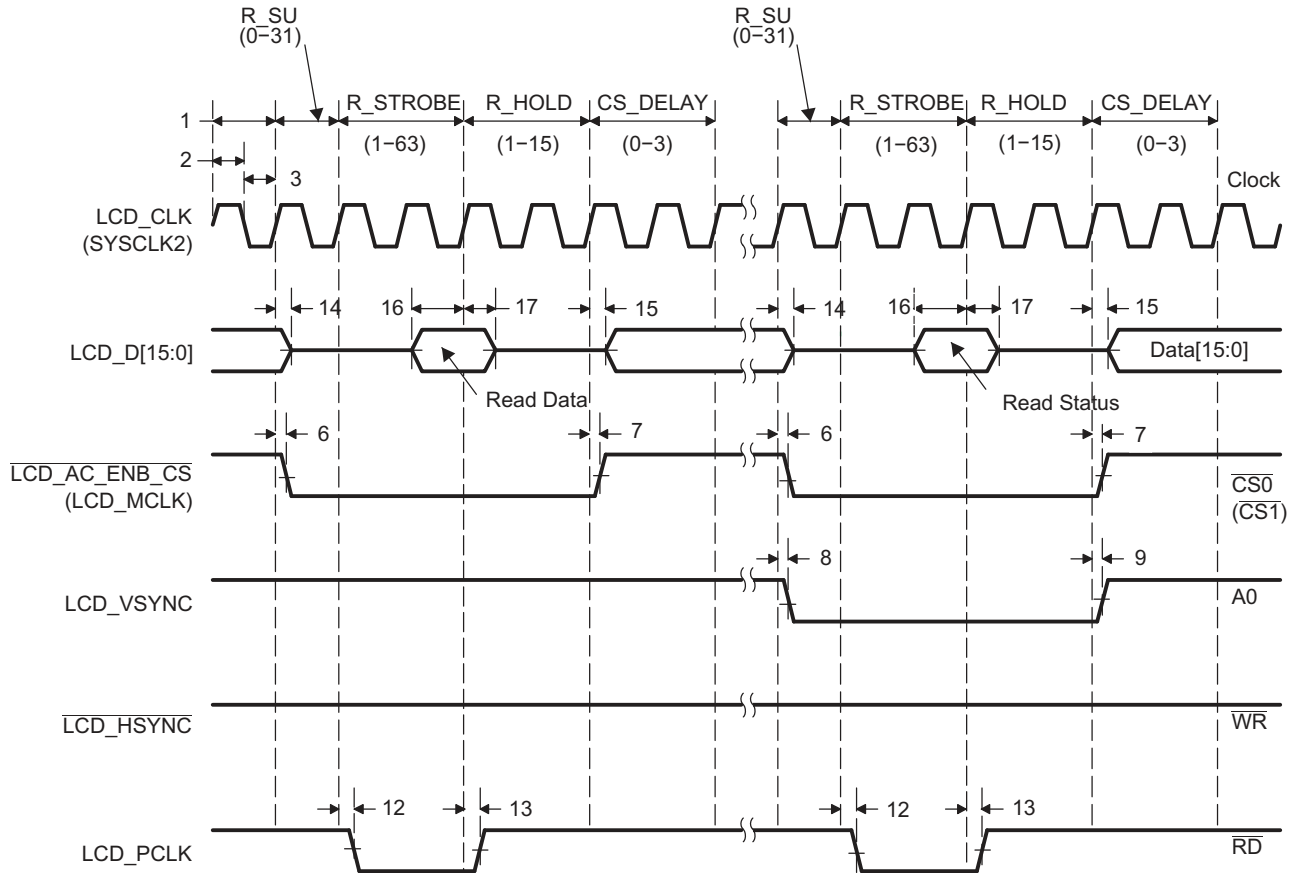 R_SU
(0−31)
R_SU
(0−31)
R_STROBE R_HOLD CS_DELAY
R_STROBE R_HOLD CS_DELAY
1
(1−63) (1−15) (0−3)
(1−63) (1−15) (0−3)
2
3
Clock
LCD_CLK
(SYSCLK2)
14 16 17 15
14 16 17 15
LCD_D[15:0]
Data[15:0]
Read Data
Read Status
6 7
6 7
LCD_AC_ENB_CS
(LCD_MCLK)
CS0
(CS1)
8 9
LCD_VSYNC
A0
LCD_HSYNC
WR
12 13
12 13
LCD_PCLK
RD